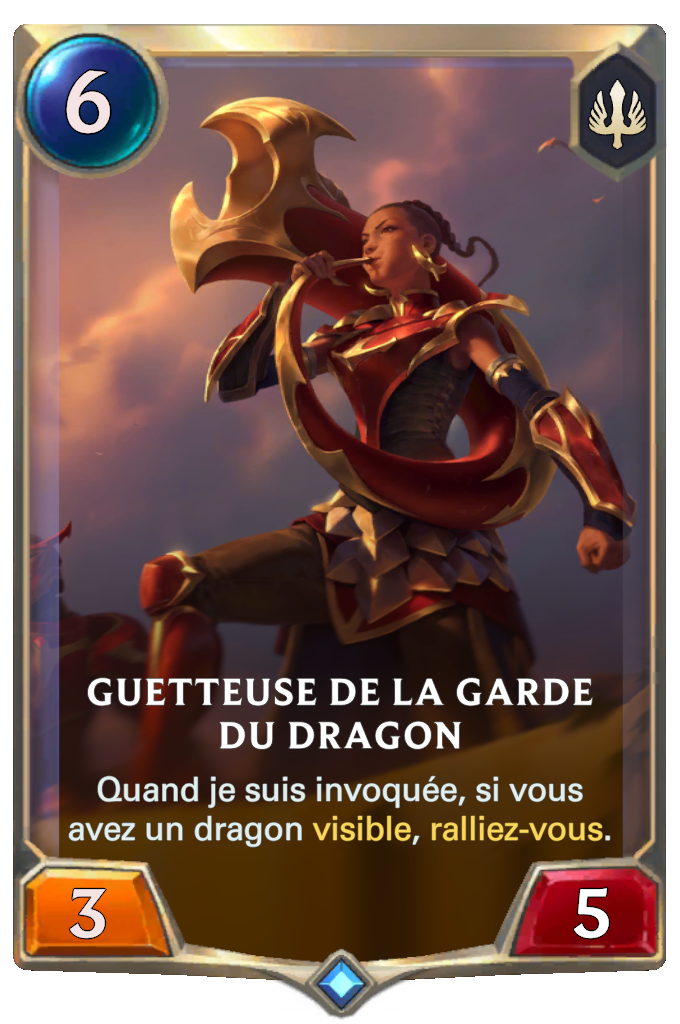 6
GUETTEUSE DE LA GARDE
DU DRAGON
Quand je suis invoquée, si vous
avez un dragon visible, ralliez-vous.
3
5